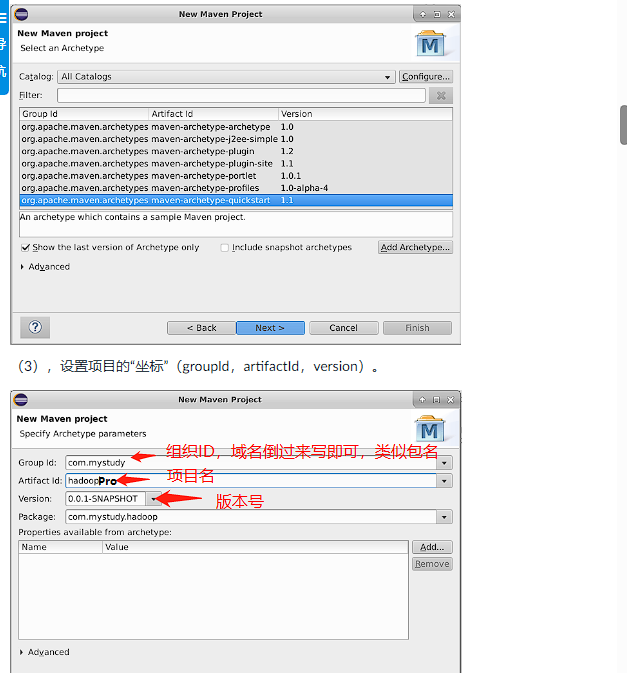 New Maven Project
New Maven project
Select an Archetype
导
航
Catalog: All Catalogs Configure...
Filter:
Group Id Artifact Id Version
org.apache.maven.archetypes maven-archetype-archetype 1.0
org.apache.maven.archetypes maven-archetype-j2ee-simple 1.0
org.apache.maven.archetypes maven-archetype-plugin 1.2
org.apache.maven.archetypes maven-archetype-plugin-site 1.1
org.apache.maven.archetypes maven-archetype-portlet 1.0.1
org.apache.maven.archetypes maven-archetype-profiles 1.0-alpha-4
org.apache.maven.archetypes maven-archetype-quickstart 1.1
An archetype which contains a sample Maven project.
Show the last version of Archetype only Include snapshot archetypes Add Archetype...
Advanced
? < Back Next > Cancel Finish
（3），设置项目的“坐标”（groupId，artifactId，version）。
New Maven Project
New Maven project
Specify Archetype parameters
组织ID，域名倒过来写即可，类似包名
Group Id: com.mystudy
项目名
Artifact Id: hadoopPro
Version: 0.0.1-SNAPSHOT 版本号
Package: com.mystudy.hadoop
Properties available from archetype:
Name Value Add...
Remove
Advanced